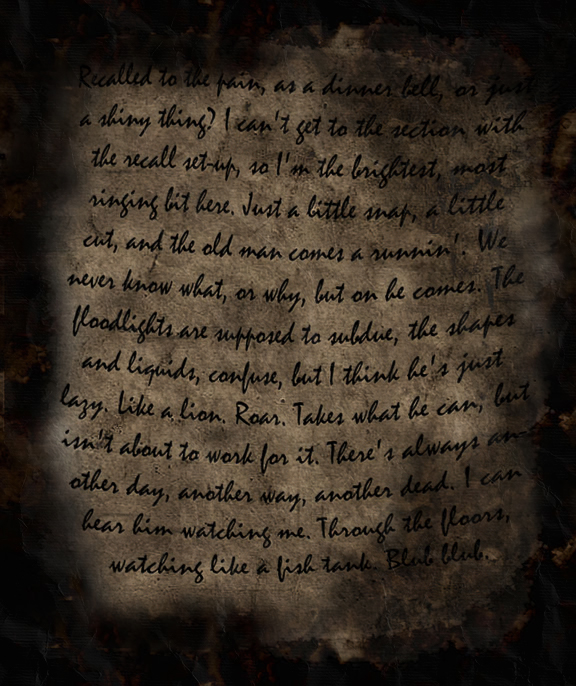 Recalled to the pain, as a dinner bell, or just
a shiny thing? I can't get to the section with
the recall set-up, so I'm the brightest, most
ringing bit here. Just a little snap, a little
cut, and the old man comes a runnin'. We
never know what, or why, but on he comes. The
floodlights are supposed to subdue, the shapes
and liquids, confuse, but I think he's just
lazy. Like a lion. Roar. Takes what he can, but
isn't about to work for it. There's always an-
other day, another way, another dead. I can
hear him watching me. Through the floors,
watching like a fish tank. Blub blub.